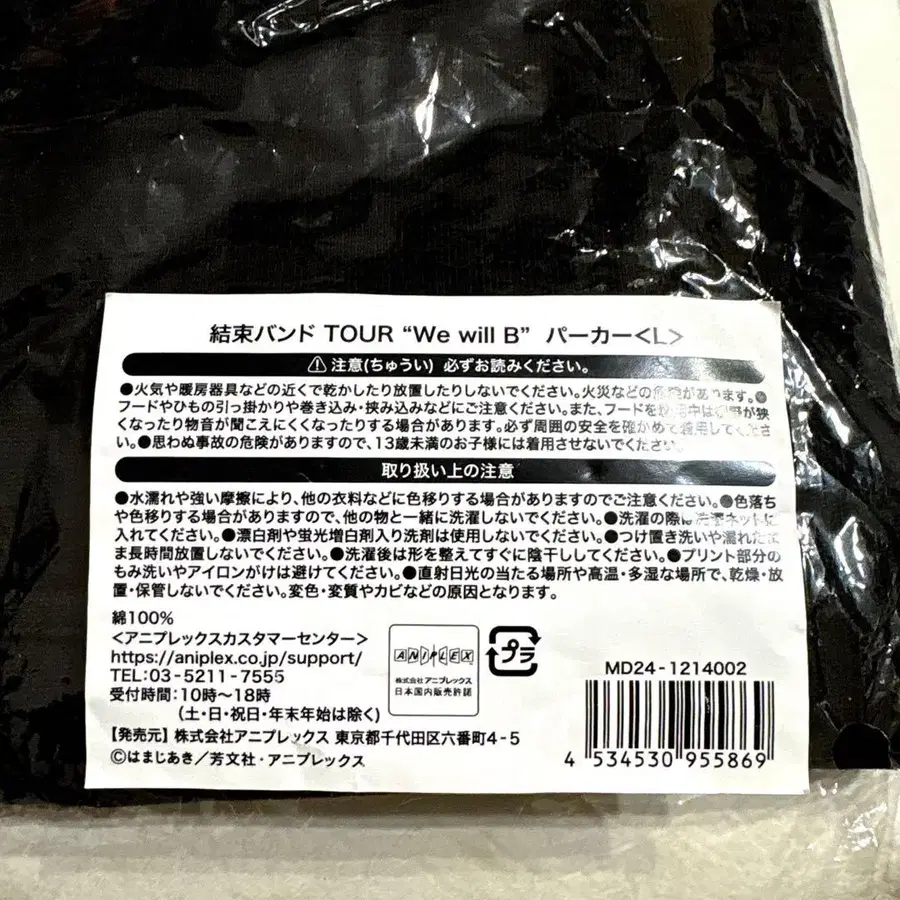 結束バンド TOUR “We will B” パーカー<L>
⚠注意(ちゅうい) 必ずお読みください。
●火気や暖房器具などの近くで乾かしたり放置したりしないでください。火災などの危険があります。●
フードやひもの引っ掛かりや巻き込み・挟み込みなどにご注意ください。また、フードを使用中は視野が狭
くなったり物音が聞こえにくくなったりする場合があります。必ず周囲の安全を確かめて着用してくださ
い。●思わぬ事故の危険がありますので、13歳未満のお子様には着用させないでください。
取り扱い上の注意
●水濡れや強い摩擦により、他の衣料などに色移りする場合がありますのでご注意ください。●色落ち
や色移りする場合がありますので、他の物と一緒に洗濯しないでください。●洗濯の際は洗濯ネットに
入れてください。●漂白剤や蛍光増白剤入り洗剤は使用しないでください。●つけ置き洗いや濡れたま
ま長時間放置しないでください。●洗濯後は形を整えてすぐに陰干ししてください。●プリント部分の
もみ洗いやアイロンがけは避けてください。●直射日光の当たる場所や高温・多湿な場所で、乾燥・放
置・保管しないでください。変色・変質やカビなどの原因となります。
綿100%
<アニプレックスカスタマーセンター>
https://aniplex.co.jp/support/
TEL:03-5211-7555
受付時間:10時〜18時
(土・日・祝日・年末年始は除く)
【発売元】株式会社アニプレックス 東京都千代田区六番町4-5
©はまじあき/芳文社・アニプレックス
ANIPLEX
株式会社 アニプレックス
日本国内販売許諾
プラ
MD24-1214002
4 534530 955869